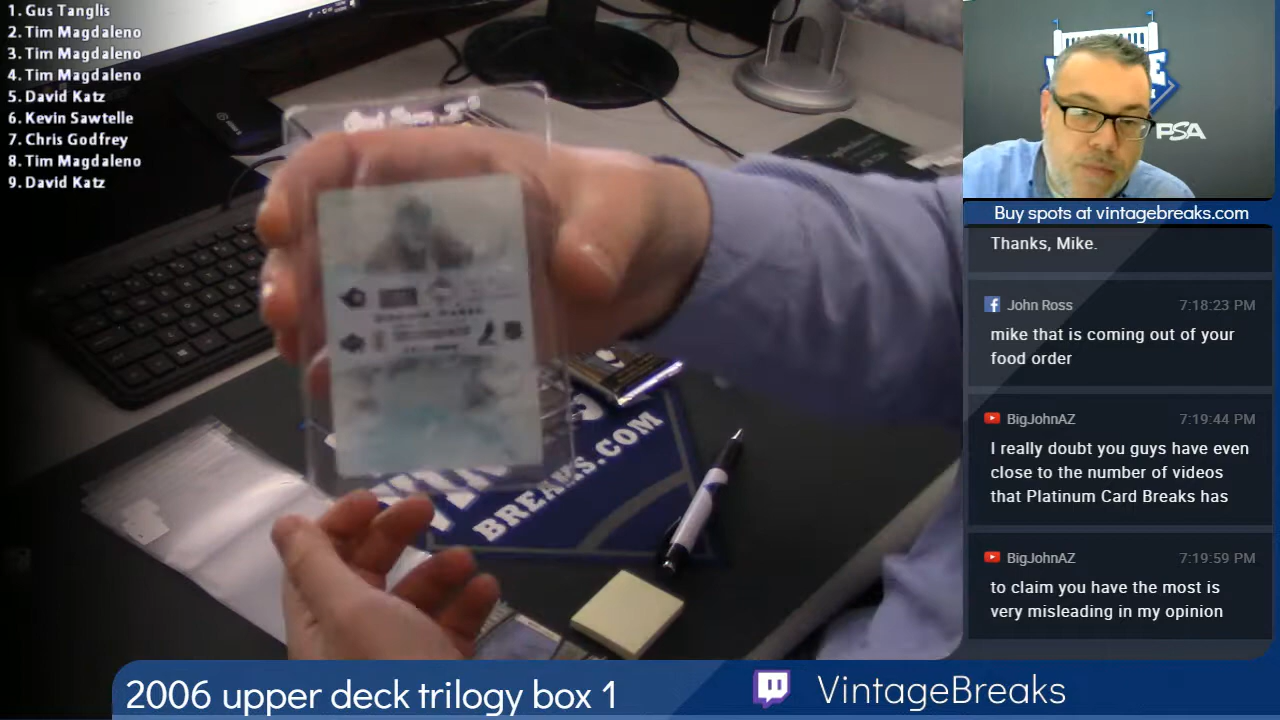 1. Gus Tanglis
2. Tim Magdaleno
3. Tim Magdaleno
4. Tim Magdaleno
5. David Katz
6. Kevin Sawtelle
7. Chris Godfrey
8. Tim Magdaleno
9. David Katz
PSA
Buy spots at vintagebreaks.com
Thanks, Mike.
John Ross 7:18:23 PM
mike that is coming out of your
food order
BigJohnAZ 7:19:44 PM
I really doubt you guys have even
close to the number of videos
that Platinum Card Breaks has
BigJohnAZ 7:19:59 PM
to claim you have the most is
very misleading in my opinion
BREAKS.COM
2006 upper deck trilogy box 1
VintageBreaks